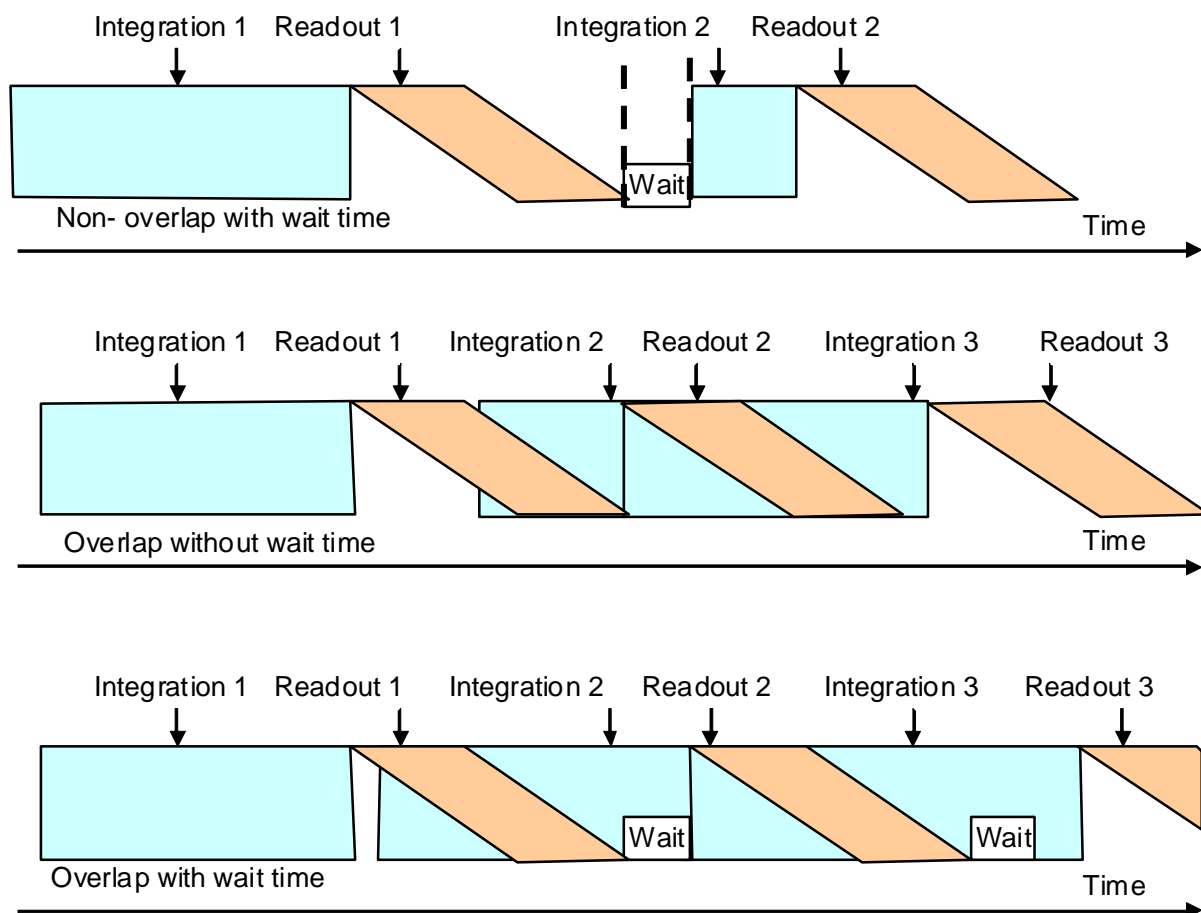 Integration 1 Readout 1 Integration 2 Readout 2
Wait
Non- overlap with wait time
Time
Integration 1 Readout 1 Integration 2 Readout 2 Integration 3 Readout 3
Overlap without wait time
Time
Integration 1 Readout 1 Integration 2 Readout 2 Integration 3 Readout 3
Wait Wait
Overlap with wait time
Time